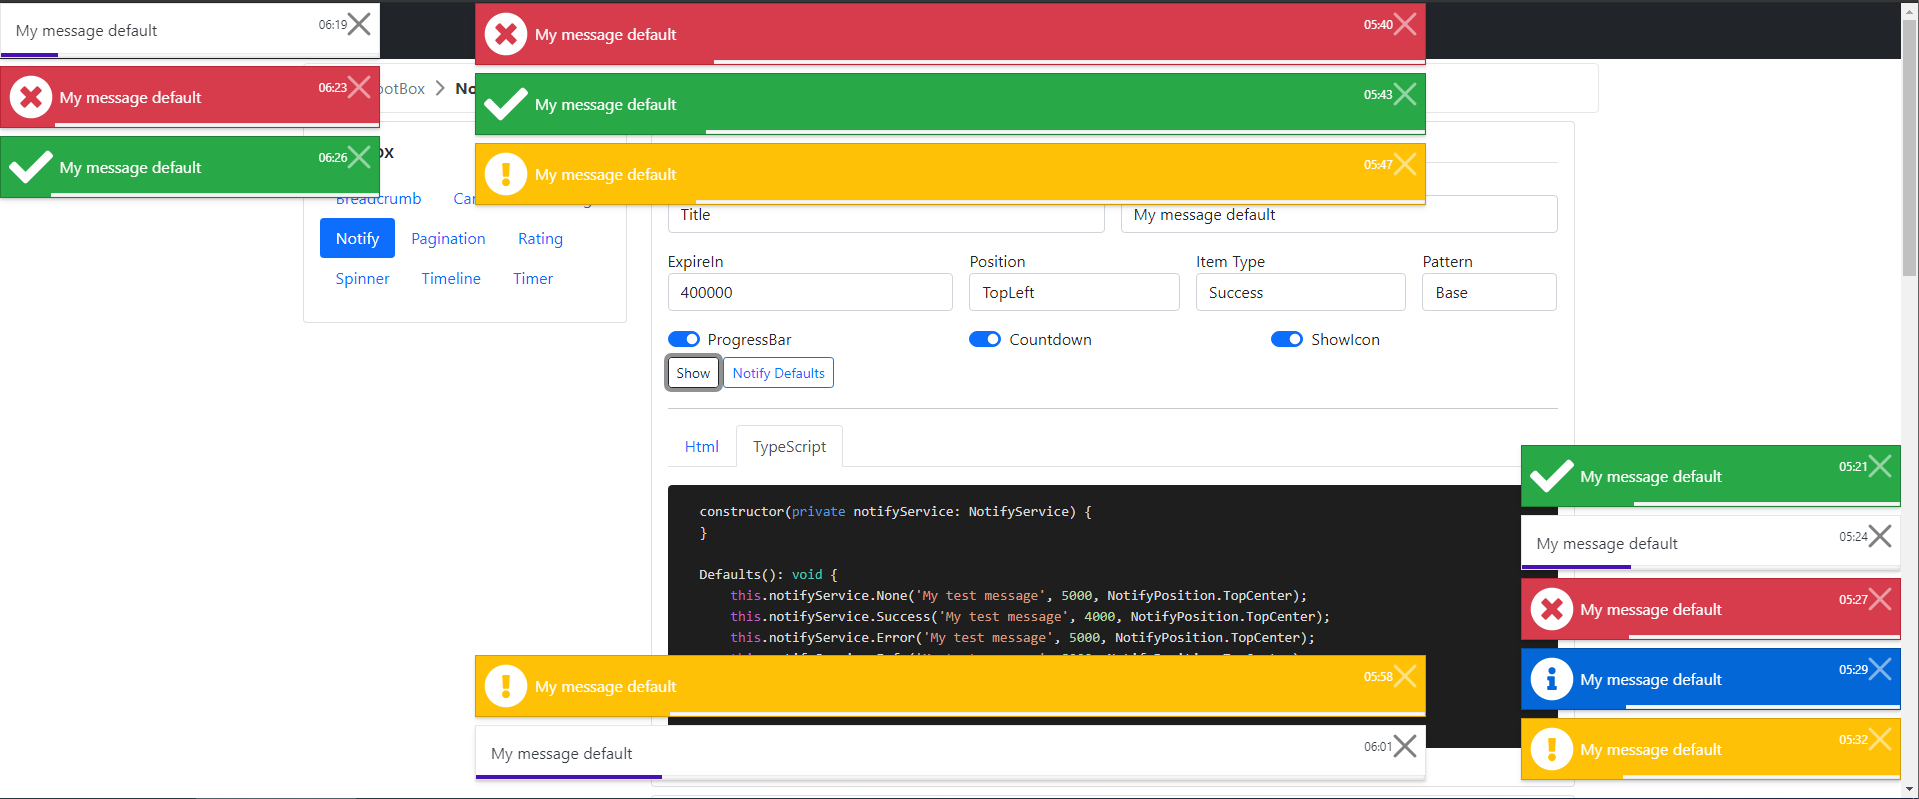 My message default 06:19
My message default 06:23
My message default 06:26
My message default 05:40
My message default 05:43
My message default 05:47
ootBox No
ox
Breadcrumb Ca g
Notify Pagination Rating
Spinner Timeline Timer
Title My message default
ExpireIn Position Item Type Pattern
400000 TopLeft Success Base
ProgressBar Countdown ShowIcon
Show Notify Defaults
Html TypeScript
constructor(private notifyService: NotifyService) {
}
Defaults(): void {
this.notifyService.None('My test message', 5000, NotifyPosition.TopCenter);
this.notifyService.Success('My test message', 4000, NotifyPosition.TopCenter);
this.notifyService.Error('My test message', 5000, NotifyPosition.TopCenter);
My message default 05:58
My message default 06:01
My message default 05:21
My message default 05:24
My message default 05:27
My message default 05:29
My message default 05:32